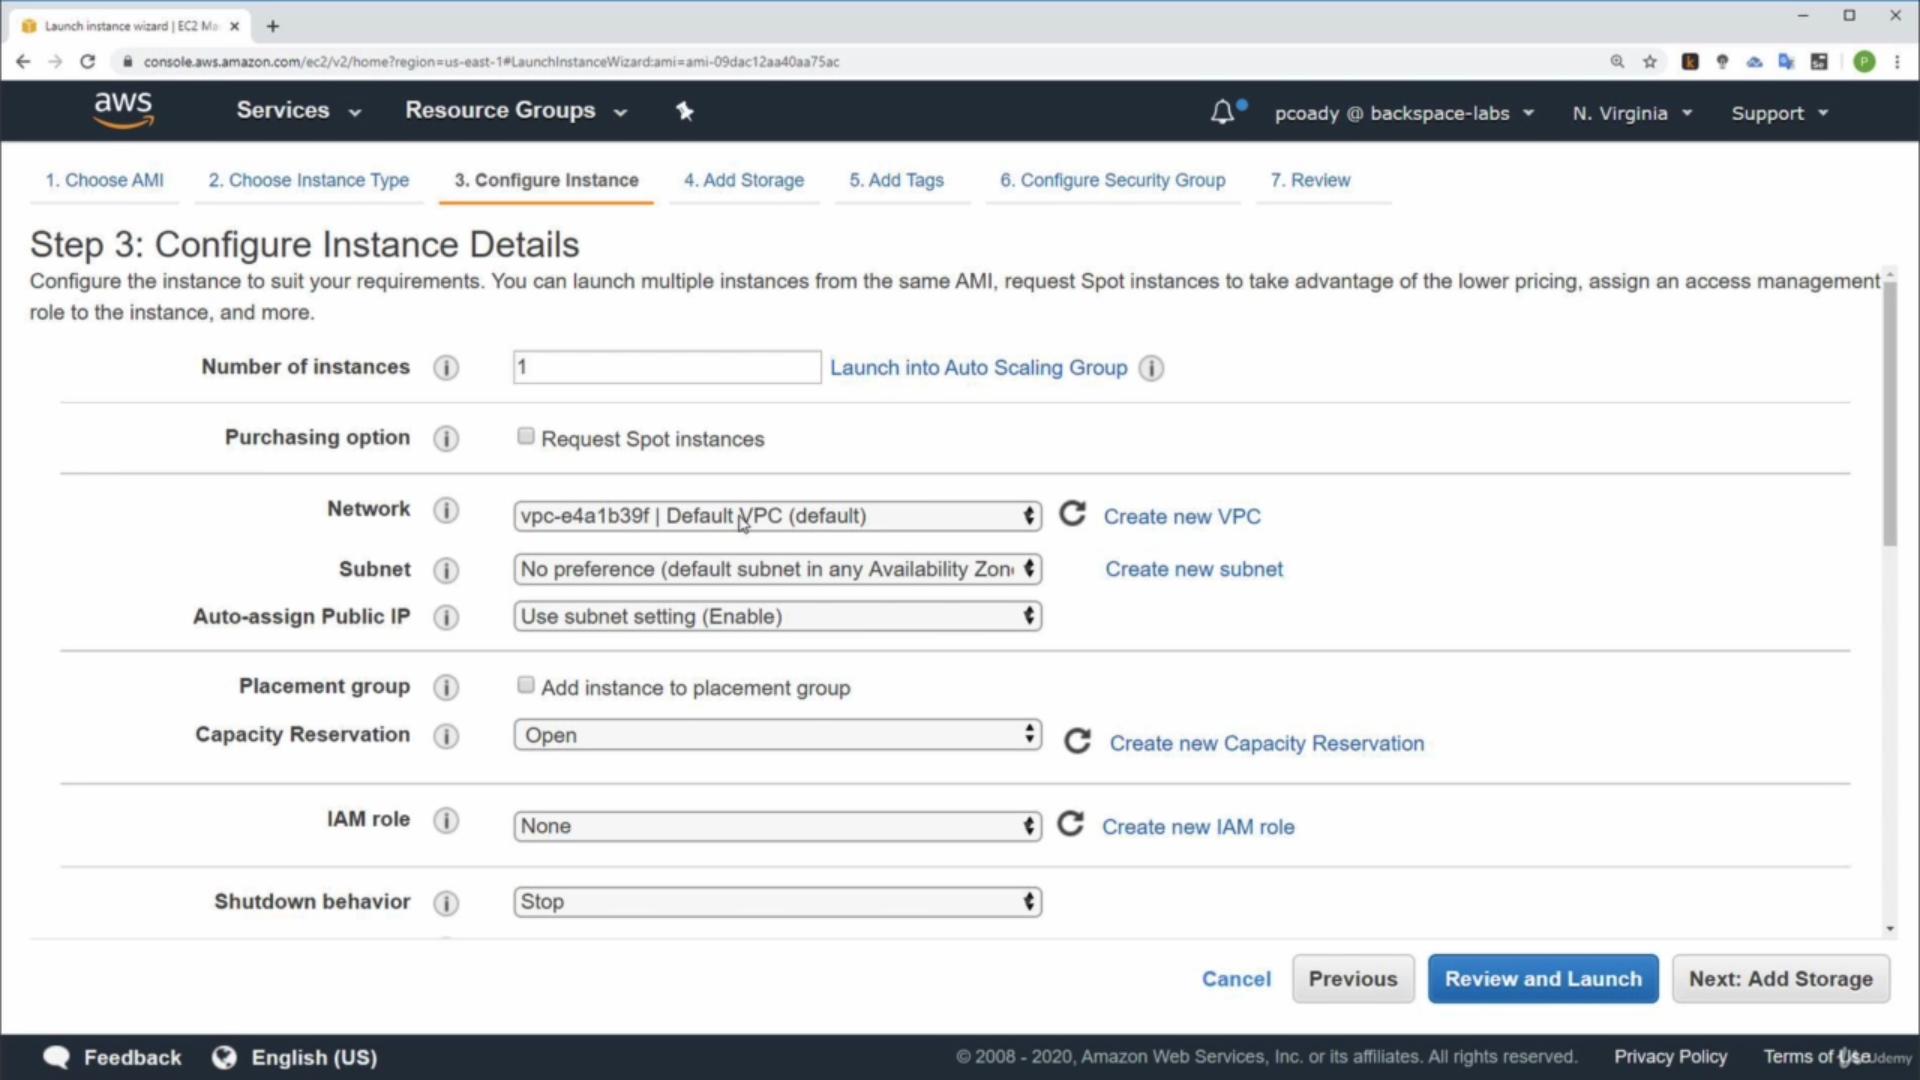 Launch instance wizard | EC2 Ma
console.aws.amazon.com/ec2/v2/home?region=us-east-1#LaunchInstanceWizard:ami=ami-09dac12aa40aa75ac
aws Services Resource Groups pcoady @ backspace-labs N. Virginia Support
1. Choose AMI 2. Choose Instance Type 3. Configure Instance 4. Add Storage 5. Add Tags 6. Configure Security Group 7. Review
Step 3: Configure Instance Details
Configure the instance to suit your requirements. You can launch multiple instances from the same AMI, request Spot instances to take advantage of the lower pricing, assign an access management
role to the instance, and more.
Number of instances i 1 Launch into Auto Scaling Group i
Purchasing option i Request Spot instances
Network i vpc-e4a1b39f | Default VPC (default) Create new VPC
Subnet i No preference (default subnet in any Availability Zon Create new subnet
Auto-assign Public IP i Use subnet setting (Enable)
Placement group i Add instance to placement group
Capacity Reservation i Open Create new Capacity Reservation
IAM role i None Create new IAM role
Shutdown behavior i Stop
Cancel Previous Review and Launch Next: Add Storage
Feedback English (US) © 2008 - 2020, Amazon Web Services, Inc. or its affiliates. All rights reserved. Privacy Policy Terms of Use